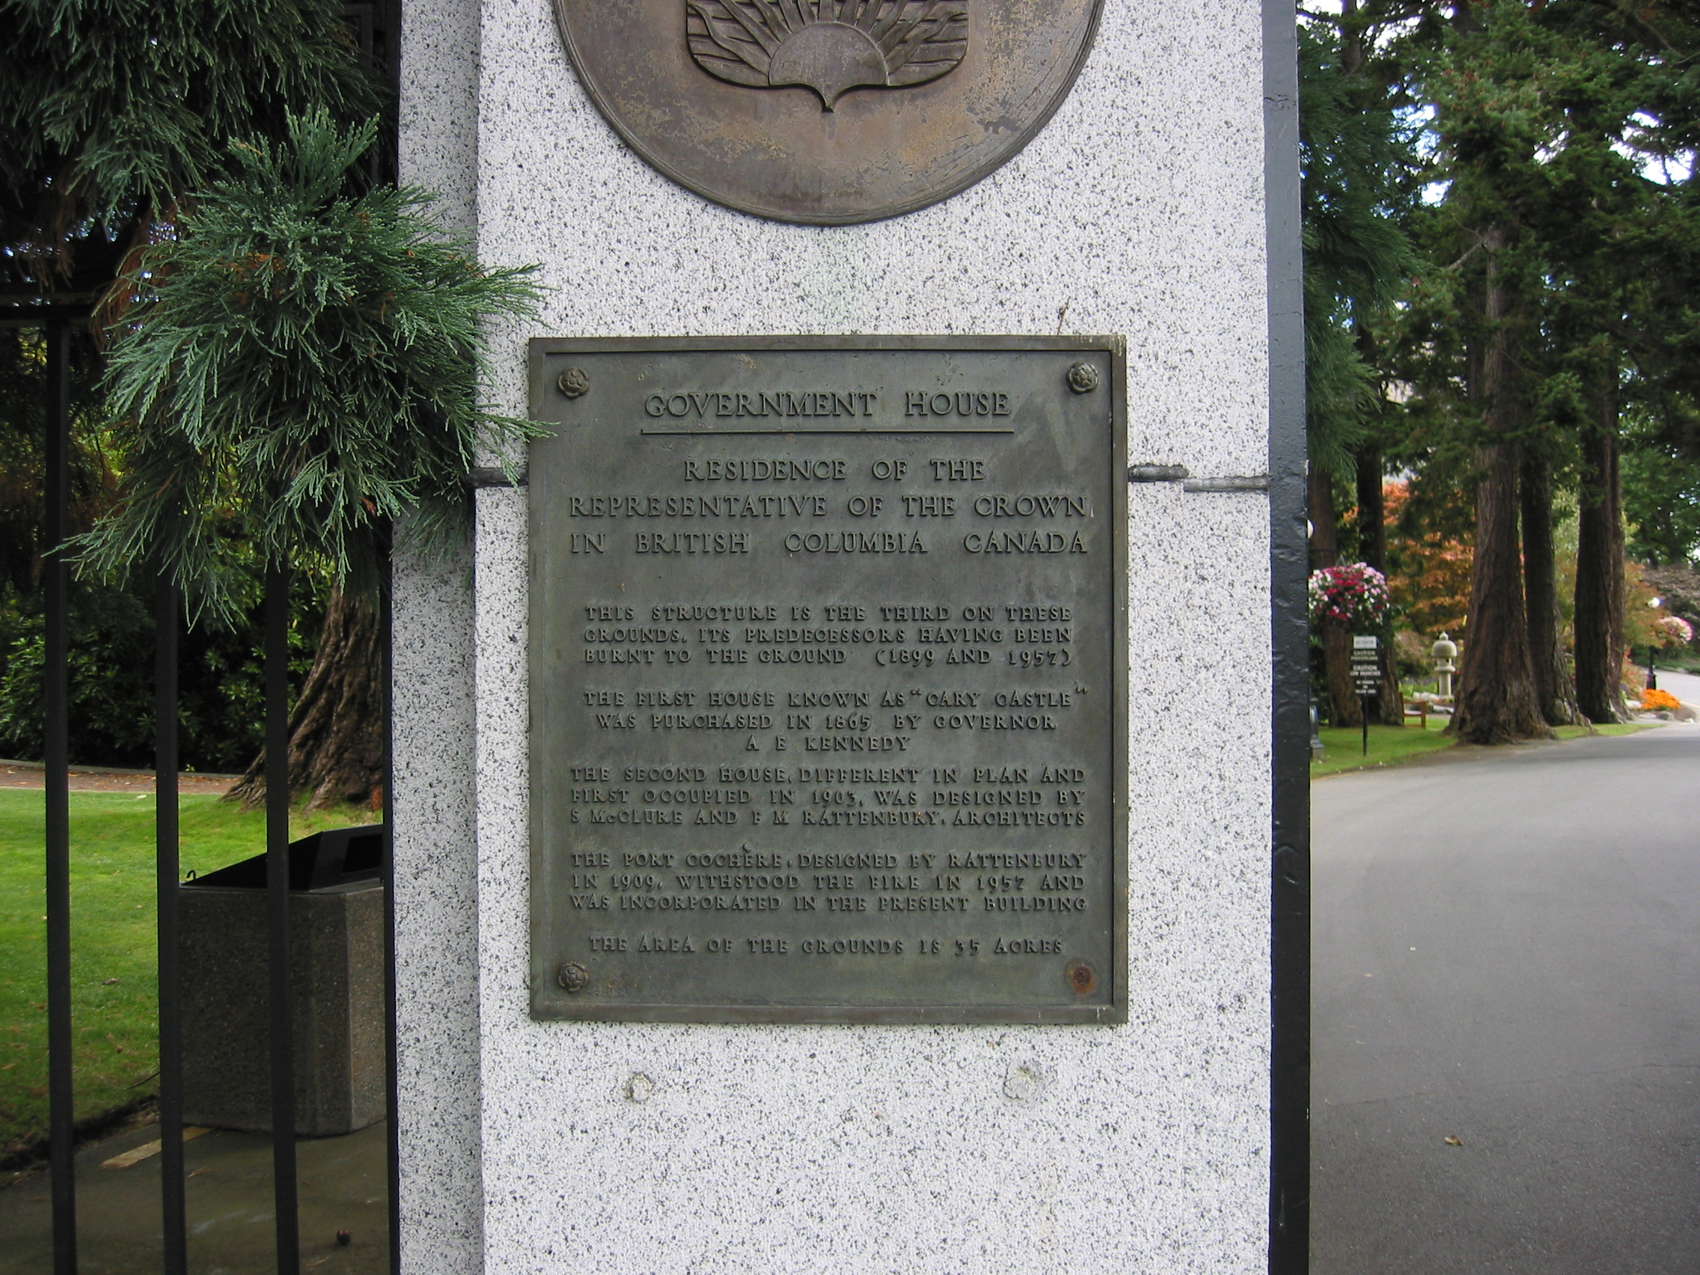 GOVERNMENT HOUSE
RESIDENCE OF THE
REPRESENTATIVE OF THE CROWN
IN BRITISH COLUMBIA CANADA
THIS STRUCTURE IS THE THIRD ON THESE
GROUNDS, ITS PREDECESSORS HAVING BEEN
BURNT TO THE GROUND (1899 AND 1957)
THE FIRST HOUSE KNOWN AS "CARY CASTLE"
WAS PURCHASED IN 1865 BY GOVERNOR
A E KENNEDY
THE SECOND HOUSE, DIFFERENT IN PLAN AND
FIRST OCCUPIED IN 1903, WAS DESIGNED BY
S McCLURE AND F M RATTENBURY, ARCHITECTS
THE PORT COCHÈRE, DESIGNED BY RATTENBURY
IN 1909, WITHSTOOD THE FIRE IN 1957 AND
WAS INCORPORATED IN THE PRESENT BUILDING
THE AREA OF THE GROUNDS IS 35 ACRES
CAUTION
CAUTION